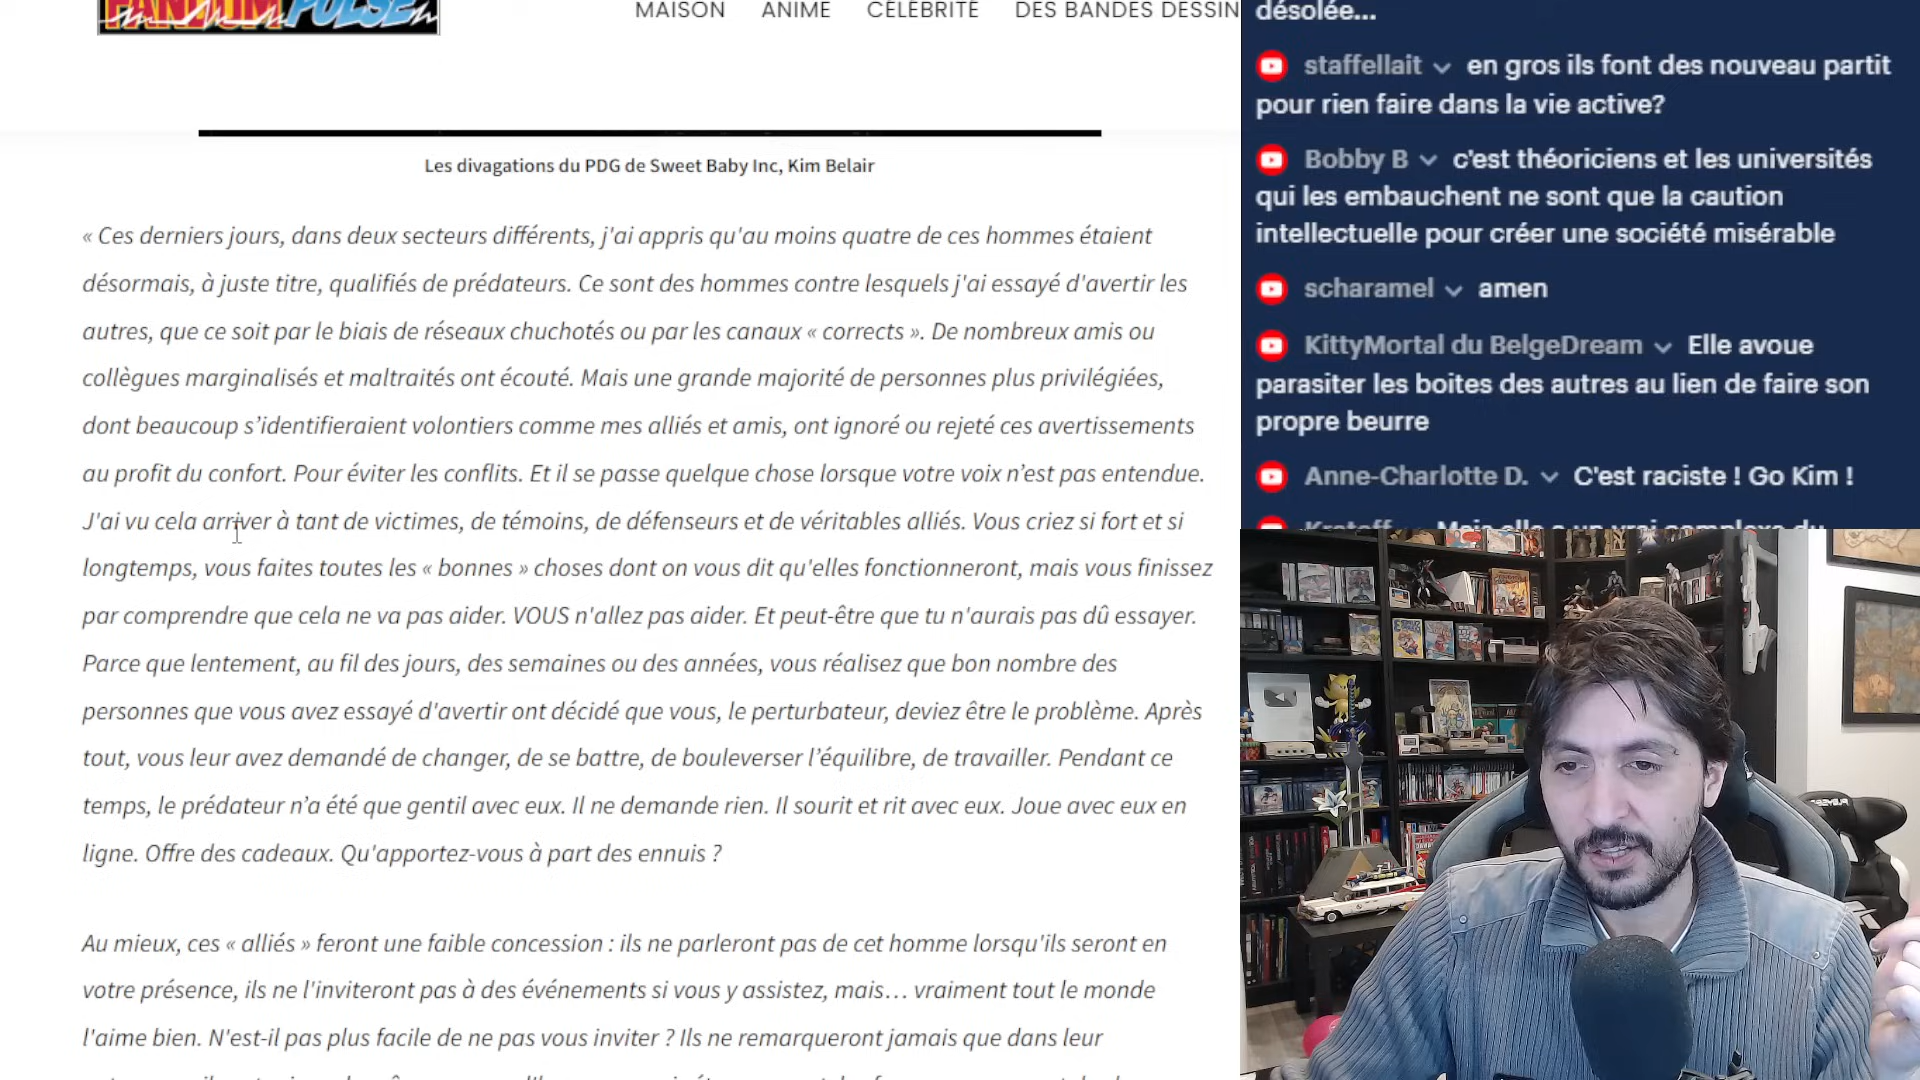 FANDOM PULSE
MAISON ANIME CÉLÉBRITÉ DES BANDES DESSIN
Les divagations du PDG de Sweet Baby Inc, Kim Belair
« Ces derniers jours, dans deux secteurs différents, j'ai appris qu'au moins quatre de ces hommes étaient
désormais, à juste titre, qualifiés de prédateurs. Ce sont des hommes contre lesquels j'ai essayé d'avertir les
autres, que ce soit par le biais de réseaux chuchotés ou par les canaux « corrects ». De nombreux amis ou
collègues marginalisés et maltraités ont écouté. Mais une grande majorité de personnes plus privilégiées,
dont beaucoup s’identifieraient volontiers comme mes alliés et amis, ont ignoré ou rejeté ces avertissements
au profit du confort. Pour éviter les conflits. Et il se passe quelque chose lorsque votre voix n’est pas entendue.
J'ai vu cela arriver à tant de victimes, de témoins, de défenseurs et de véritables alliés. Vous criez si fort et si
longtemps, vous faites toutes les « bonnes » choses dont on vous dit qu'elles fonctionneront, mais vous finissez
par comprendre que cela ne va pas aider. VOUS n'allez pas aider. Et peut-être que tu n'aurais pas dû essayer.
Parce que lentement, au fil des jours, des semaines ou des années, vous réalisez que bon nombre des
personnes que vous avez essayé d'avertir ont décidé que vous, le perturbateur, deviez être le problème. Après
tout, vous leur avez demandé de changer, de se battre, de bouleverser l’équilibre, de travailler. Pendant ce
temps, le prédateur n’a été que gentil avec eux. Il ne demande rien. Il sourit et rit avec eux. Joue avec eux en
ligne. Offre des cadeaux. Qu'apportez-vous à part des ennuis ?
Au mieux, ces « alliés » feront une faible concession : ils ne parleront pas de cet homme lorsqu'ils seront en
votre présence, ils ne l'inviteront pas à des événements si vous y assistez, mais… vraiment tout le monde
l'aime bien. N'est-il pas plus facile de ne pas vous inviter ? Ils ne remarqueront jamais que dans leur
désolée...
staffellait en gros ils font des nouveau partit
pour rien faire dans la vie active?
Bobby B c'est théoriciens et les universités
qui les embauchent ne sont que la caution
intellectuelle pour créer une société misérable
scharamel amen
KittyMortal du BelgeDream Elle avoue
parasiter les boites des autres au lien de faire son
propre beurre
Anne-Charlotte D. C'est raciste ! Go Kim !